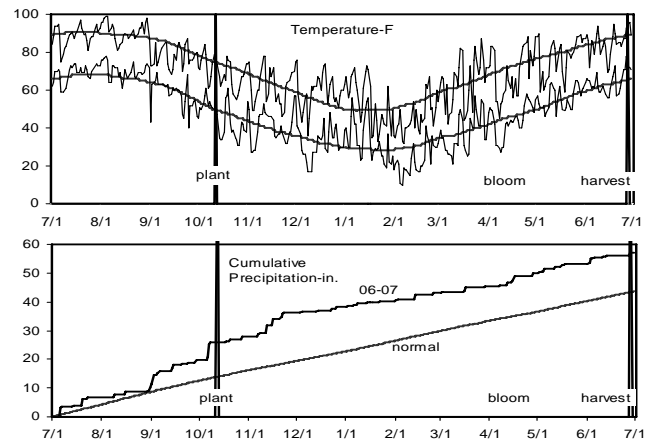 100
Temperature-F
80
60
40
20
plant
bloom
harvest
0
7/1 8/1 9/1 10/1 11/1 12/1 1/1 2/1 3/1 4/1 5/1 6/1 7/1
60
Cumulative
Precipitation-in.
50
06-07
40
30
normal
20
10
plant
bloom
harvest
0
7/1 8/1 9/1 10/1 11/1 12/1 1/1 2/1 3/1 4/1 5/1 6/1 7/1